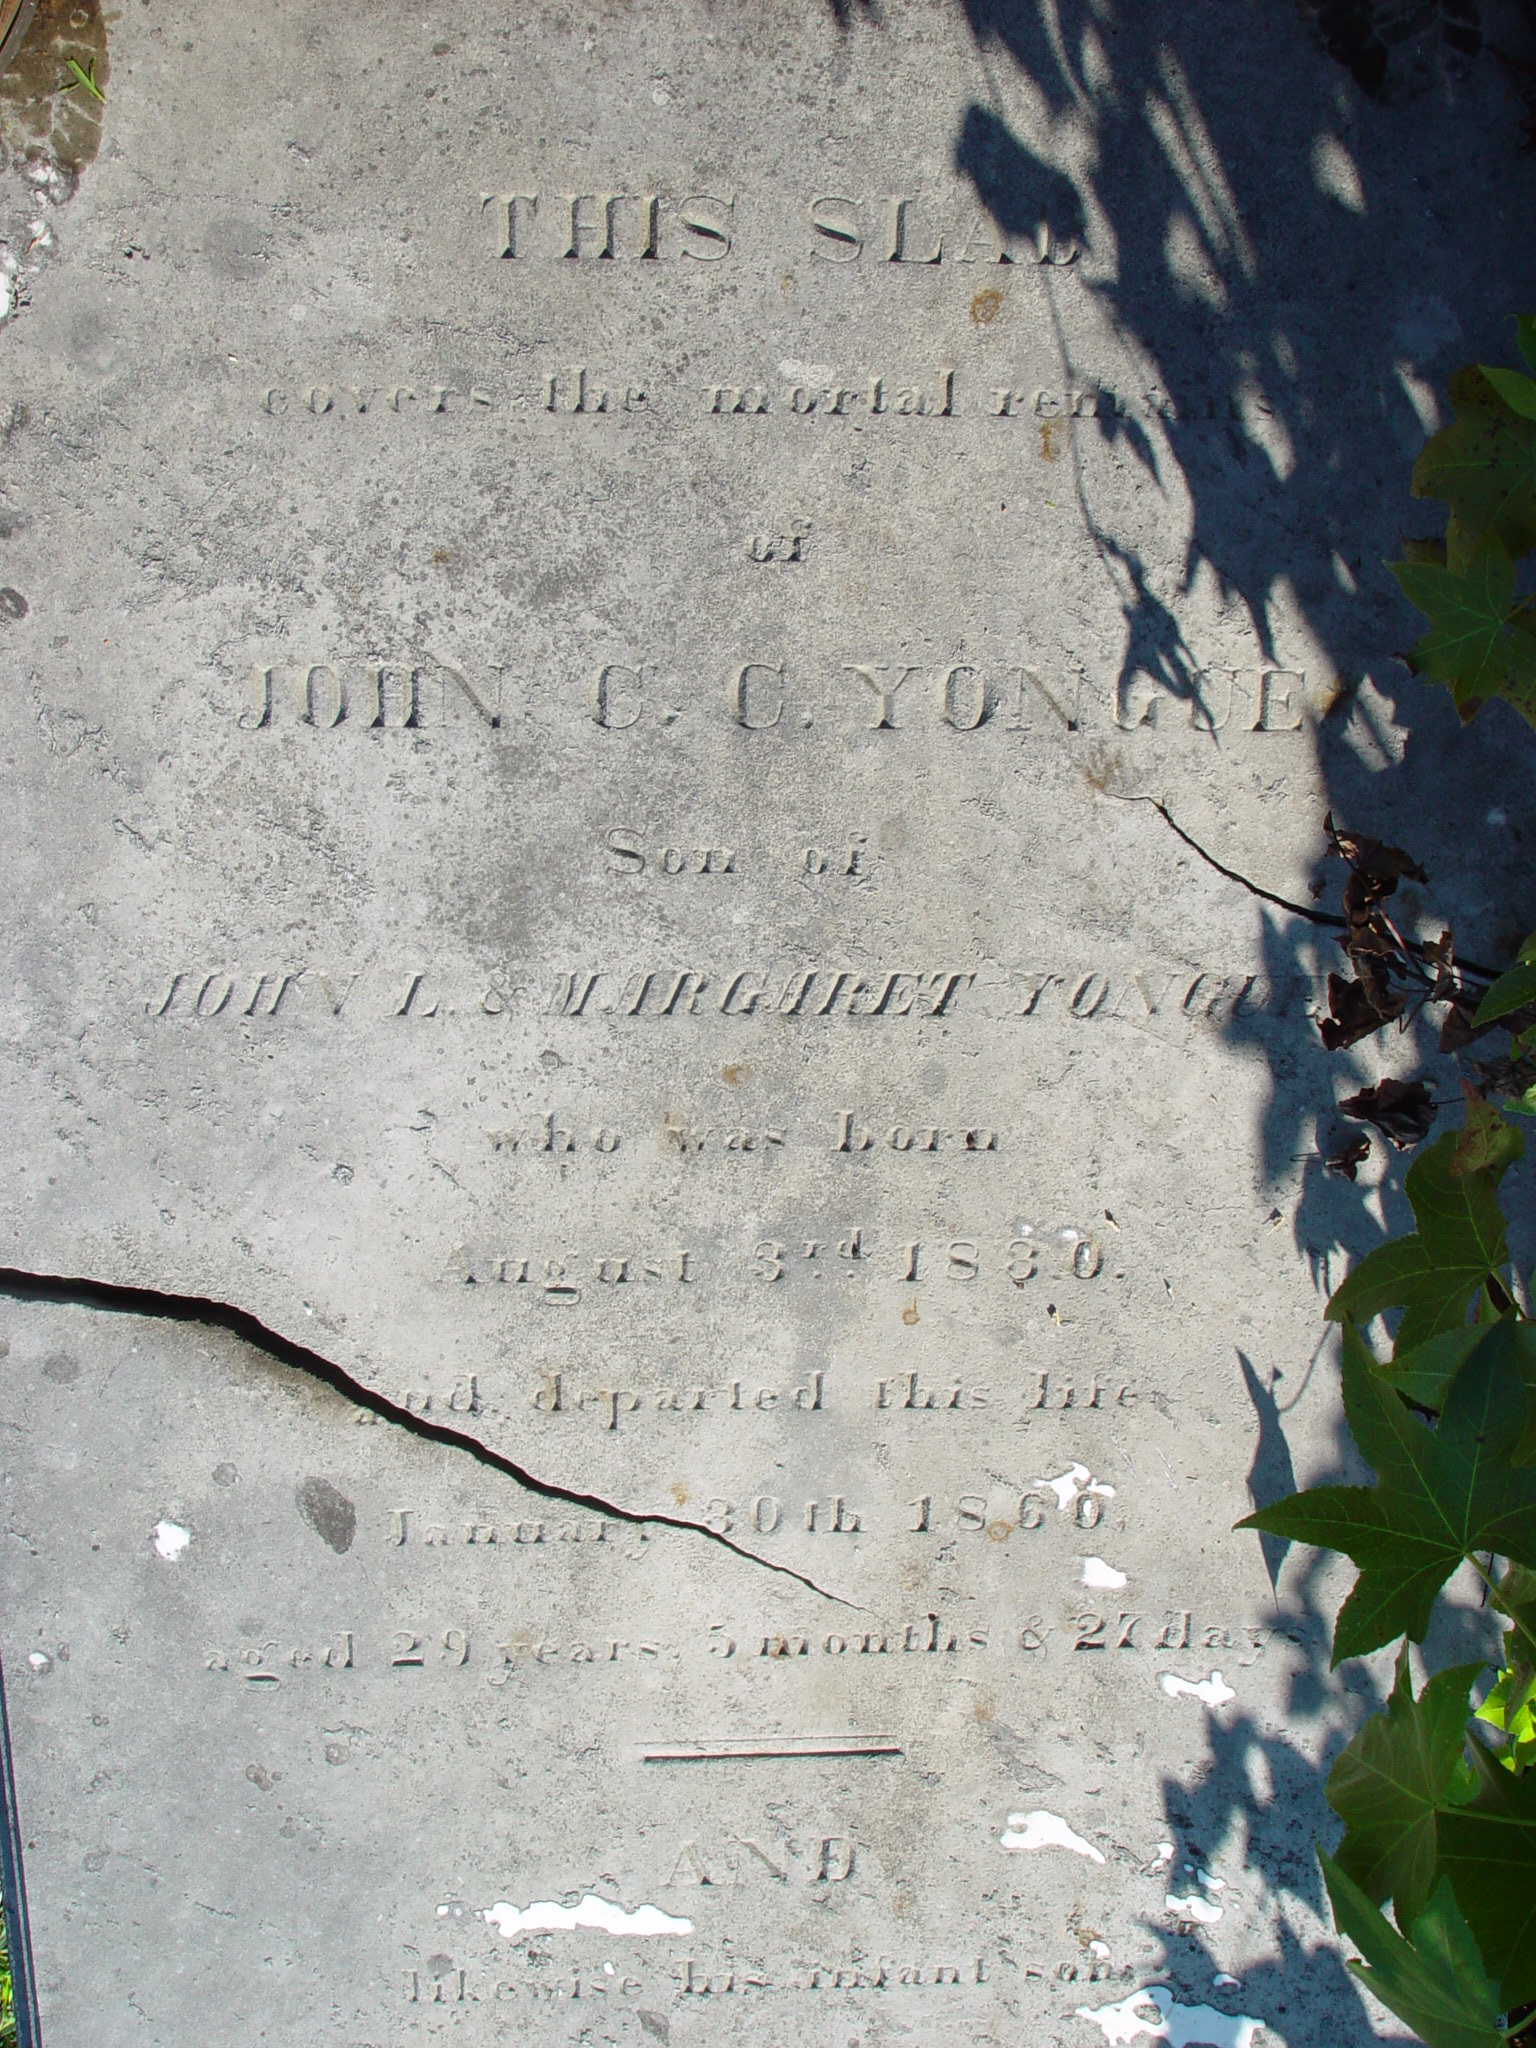 THIS SLAB
covers the mortal remains
of
JOHN C. C. YONGUE
Son of
JOHN L. & MARGARET YONGUE
who was born
August 3rd. 1830.
and departed this life
January 30th 1860,
aged 29 years, 5 months & 27 days
AND
likewise his infant son,